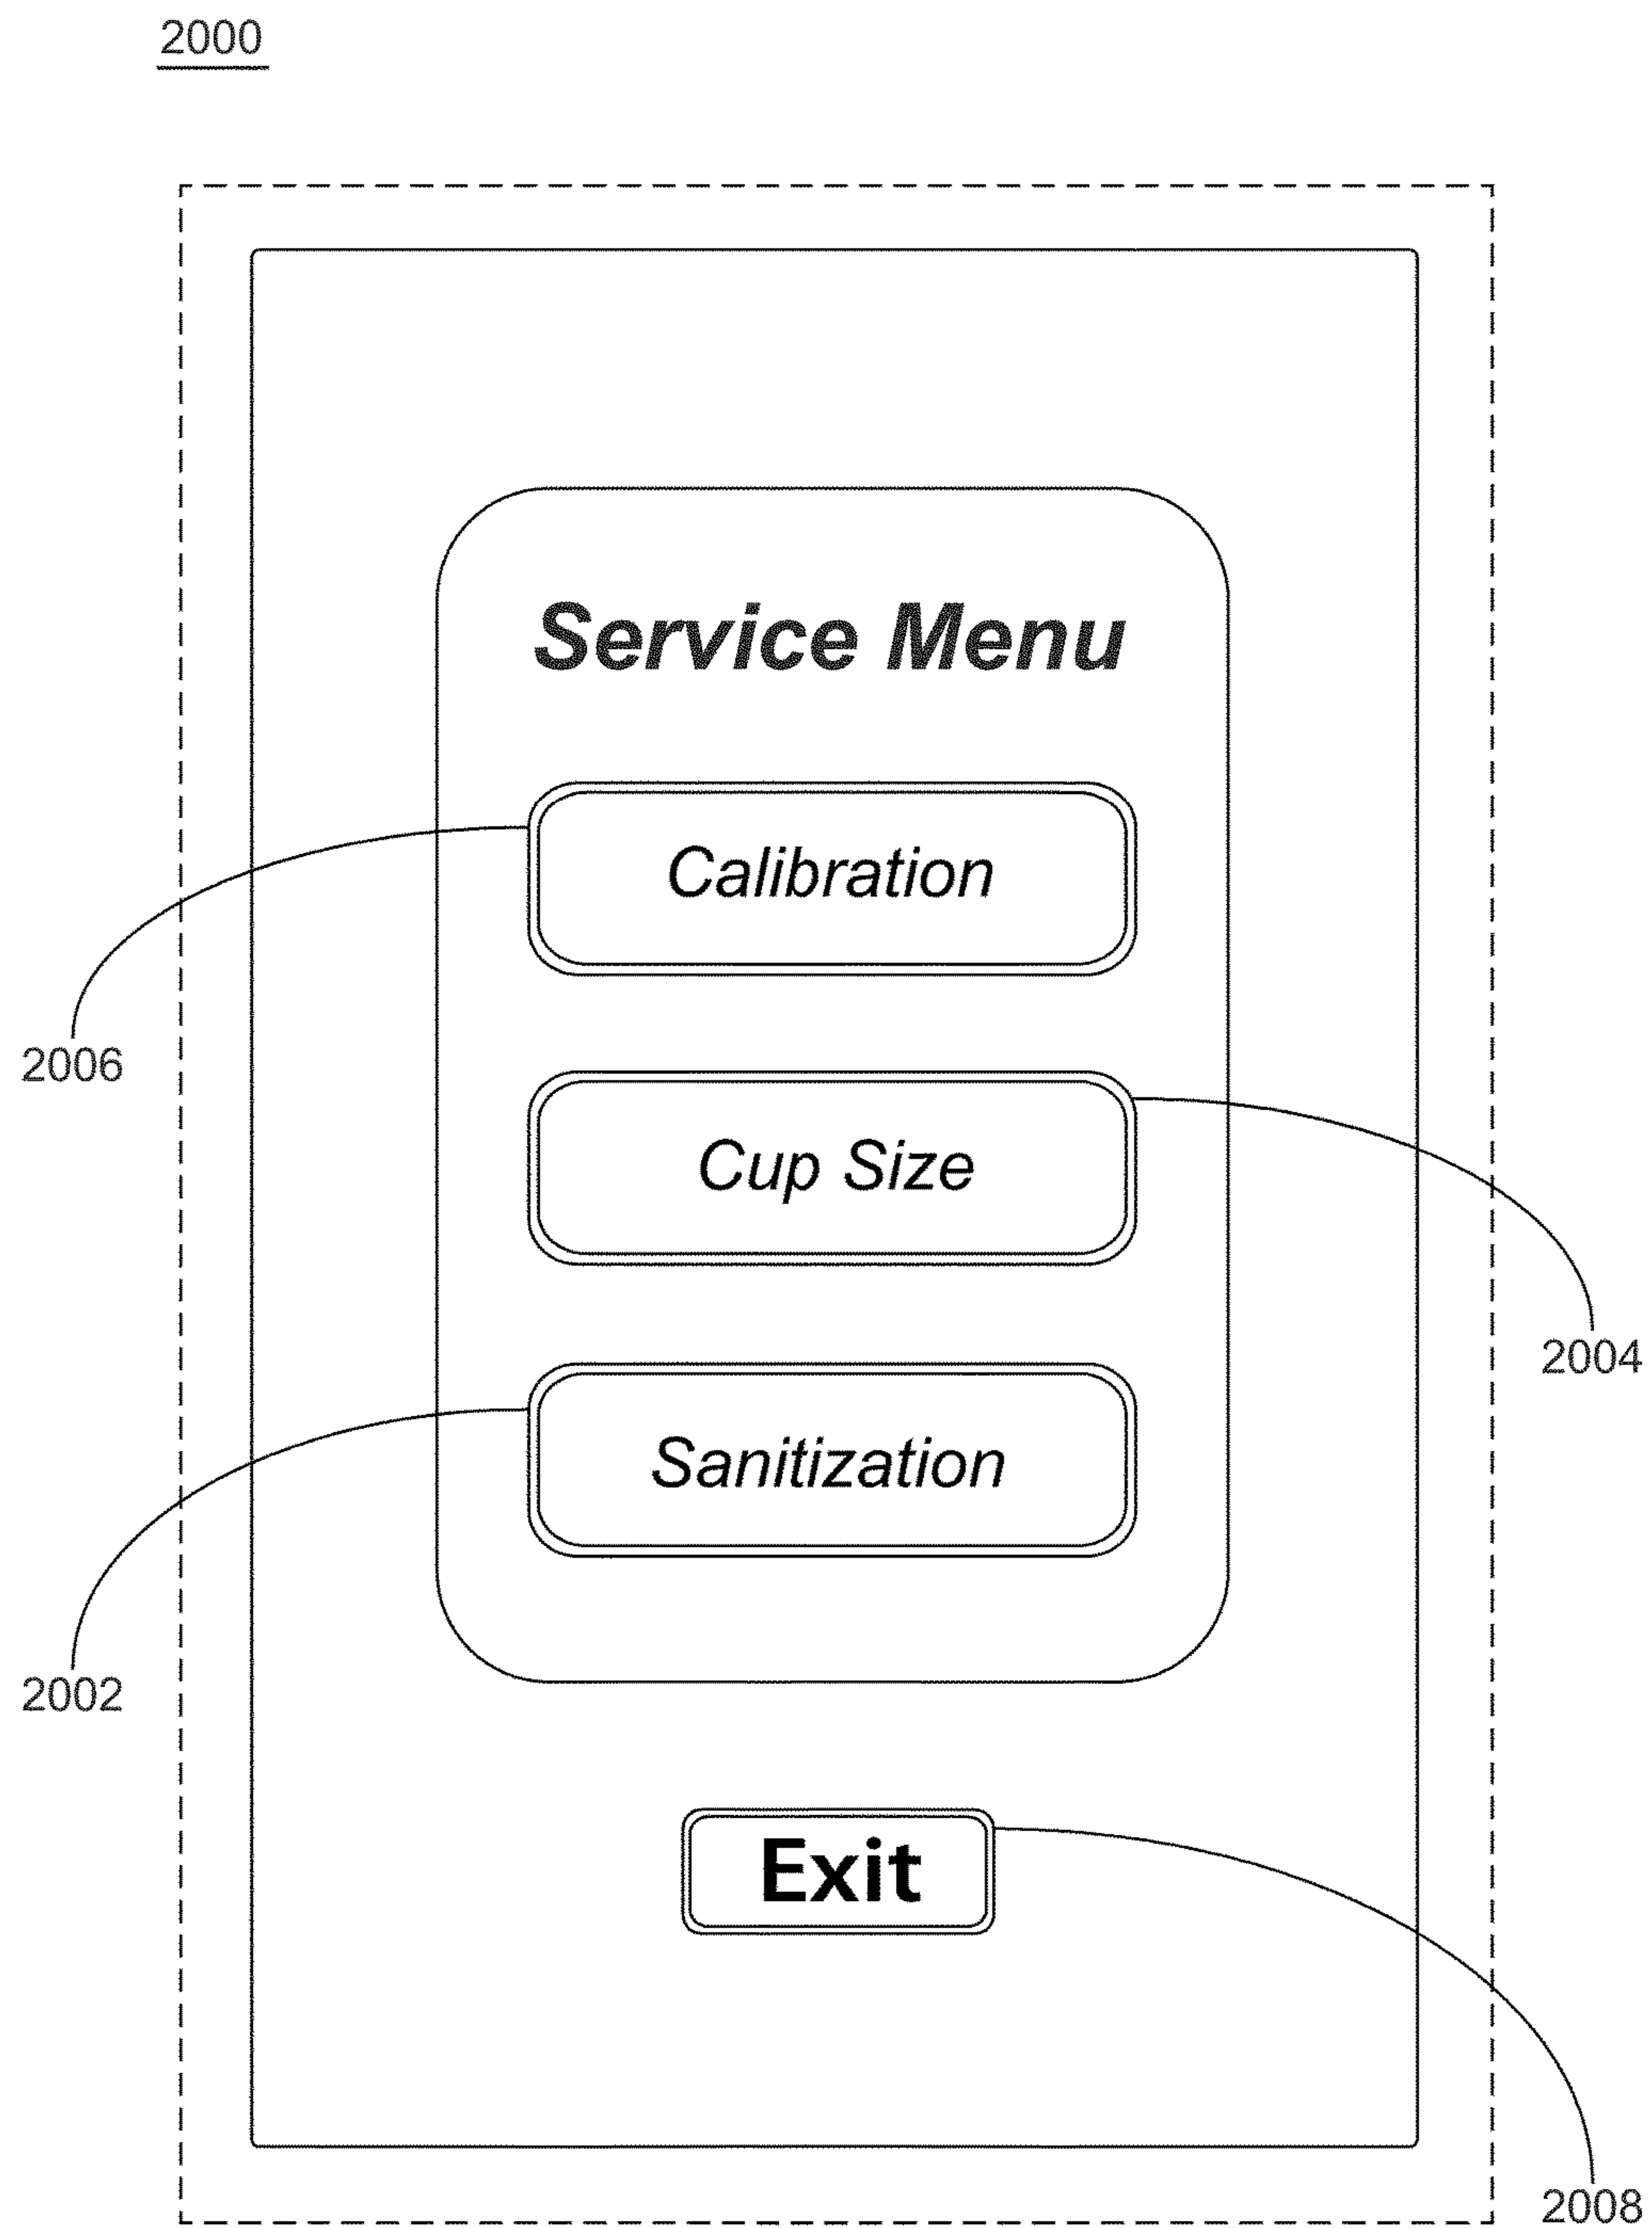 2000
Service Menu
Calibration
2006
Cup Size
2004
Sanitization
2002
Exit
2008